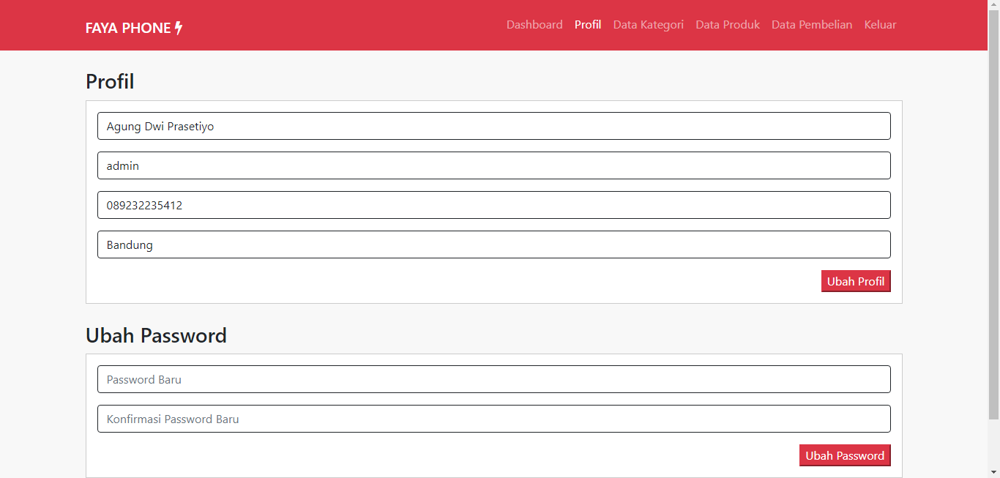 FAYA PHONE
Dashboard Profil Data Kategori Data Produk Data Pembelian Keluar
Profil
Agung Dwi Prasetiyo
admin
089232235412
Bandung
Ubah Profil
Ubah Password
Password Baru
Konfirmasi Password Baru
Ubah Password